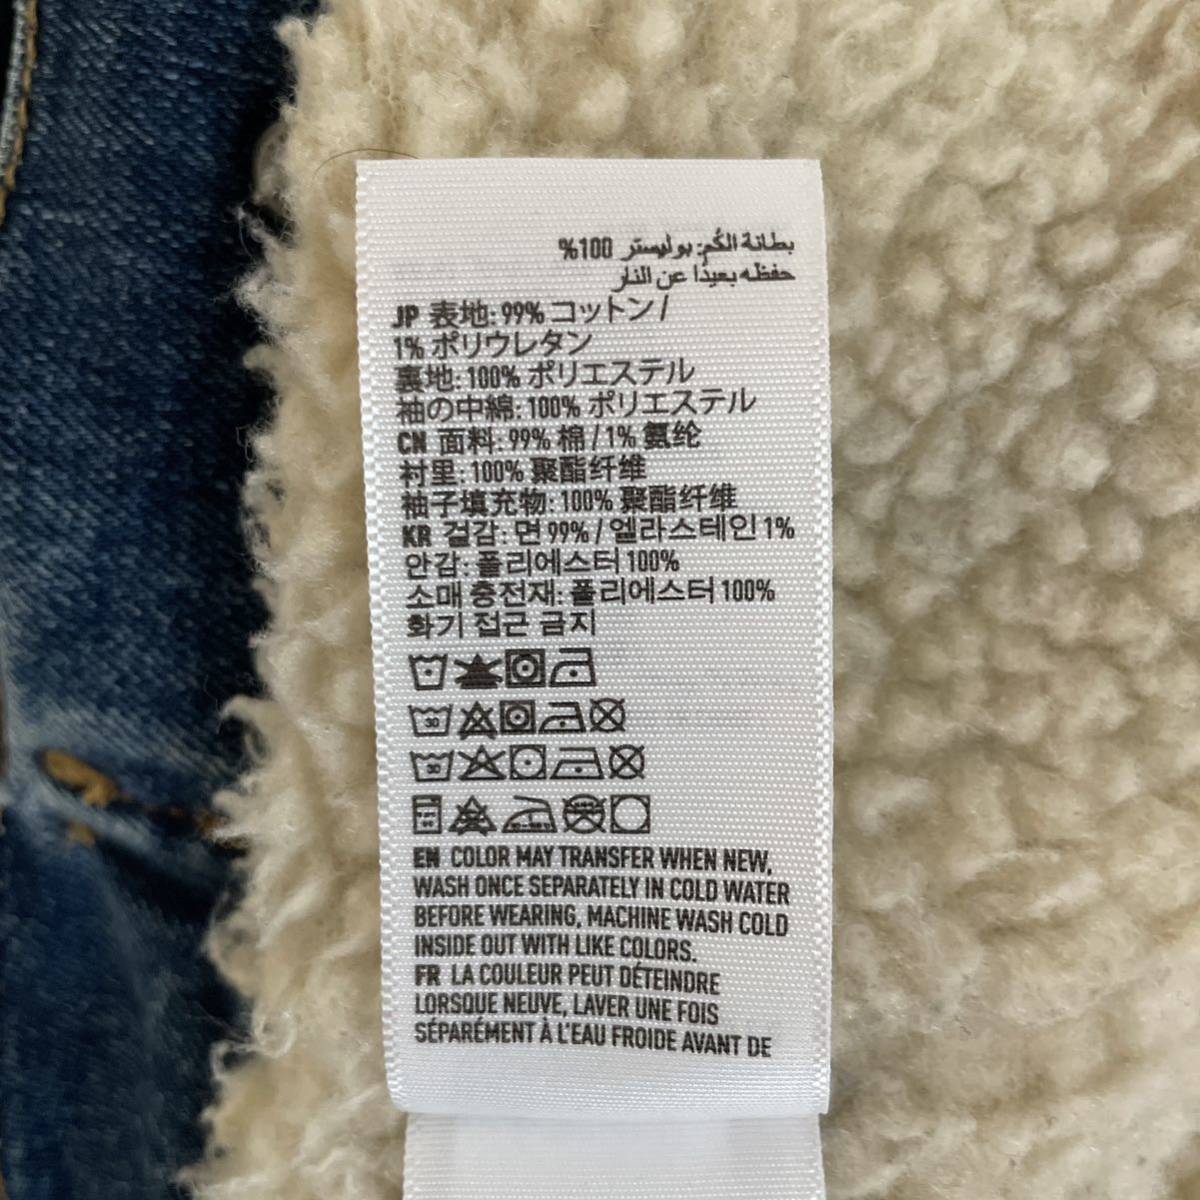 بطانة الكُم: بوليستر 100%
حفظه بعيدًا عن النار
JP 表地: 99% コットン /
1% ポリウレタン
裏地: 100% ポリエステル
袖の中綿: 100% ポリエステル
CN 面料: 99% 棉 / 1% 氨纶
衬里: 100% 聚酯纤维
袖子填充物: 100% 聚酯纤维
KR 겉감: 면 99% / 엘라스테인 1%
안감: 폴리에스터 100%
소매 충전재: 폴리에스터 100%
화기 접근 금지
30
30
EN COLOR MAY TRANSFER WHEN NEW,
WASH ONCE SEPARATELY IN COLD WATER
BEFORE WEARING, MACHINE WASH COLD
INSIDE OUT WITH LIKE COLORS.
FR LA COULEUR PEUT DÉTEINDRE
LORSQUE NEUVE, LAVER UNE FOIS
SÉPARÉMENT À L'EAU FROIDE AVANT DE